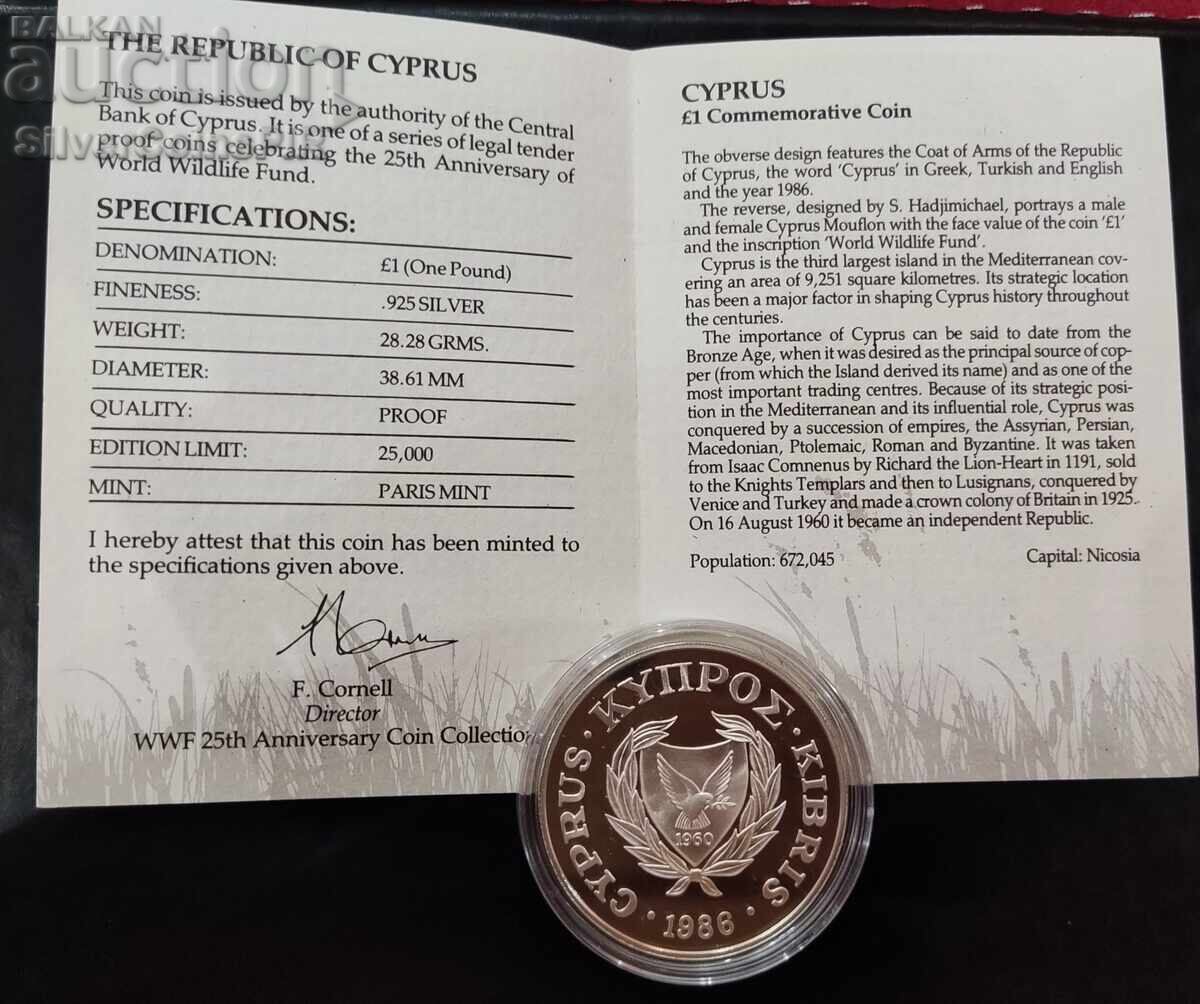 BALKAN
auction
THE REPUBLIC OF CYPRUS
This coin is issued by the authority of the Central
Bank of Cyprus. It is one of a series of legal tender
proof coins celebrating the 25th Anniversary of
World Wildlife Fund.
SPECIFICATIONS:
DENOMINATION: £1 (One Pound)
FINENESS: .925 SILVER
WEIGHT: 28.28 GRMS.
DIAMETER: 38.61 MM
QUALITY: PROOF
EDITION LIMIT: 25,000
MINT: PARIS MINT
I hereby attest that this coin has been minted to
the specifications given above.
F. Cornell
Director
WWF 25th Anniversary Coin Collectio
CYPRUS
£1 Commemorative Coin
The obverse design features the Coat of Arms of the Republic
of Cyprus, the word 'Cyprus' in Greek, Turkish and English
and the year 1986.
The reverse, designed by S. Hadjimichael, portrays a male
and female Cyprus Mouflon with the face value of the coin '£1'
and the inscription 'World Wildlife Fund'.
Cyprus is the third largest island in the Mediterranean cov-
ering an area of 9,251 square kilometres. Its strategic location
has been a major factor in shaping Cyprus history throughout
the centuries.
The importance of Cyprus can be said to date from the
Bronze Age, when it was desired as the principal source of cop-
per (from which the Island derived its name) and as one of the
most important trading centres. Because of its strategic posi-
tion in the Mediterranean and its influential role, Cyprus was
conquered by a succession of empires, the Assyrian, Persian,
Macedonian, Ptolemaic, Roman and Byzantine. It was taken
from Isaac Comnenus by Richard the Lion-Heart in 1191, sold
to the Knights Templars and then to Lusignans, conquered by
Venice and Turkey and made a crown colony of Britain in 1925.
On 16 August 1960 it became an independent Republic.
Population: 672,045 Capital: Nicosia
CYPRUS · ΚΥΠΡΟΣ · KIBRIS
1960
· 1986 ·